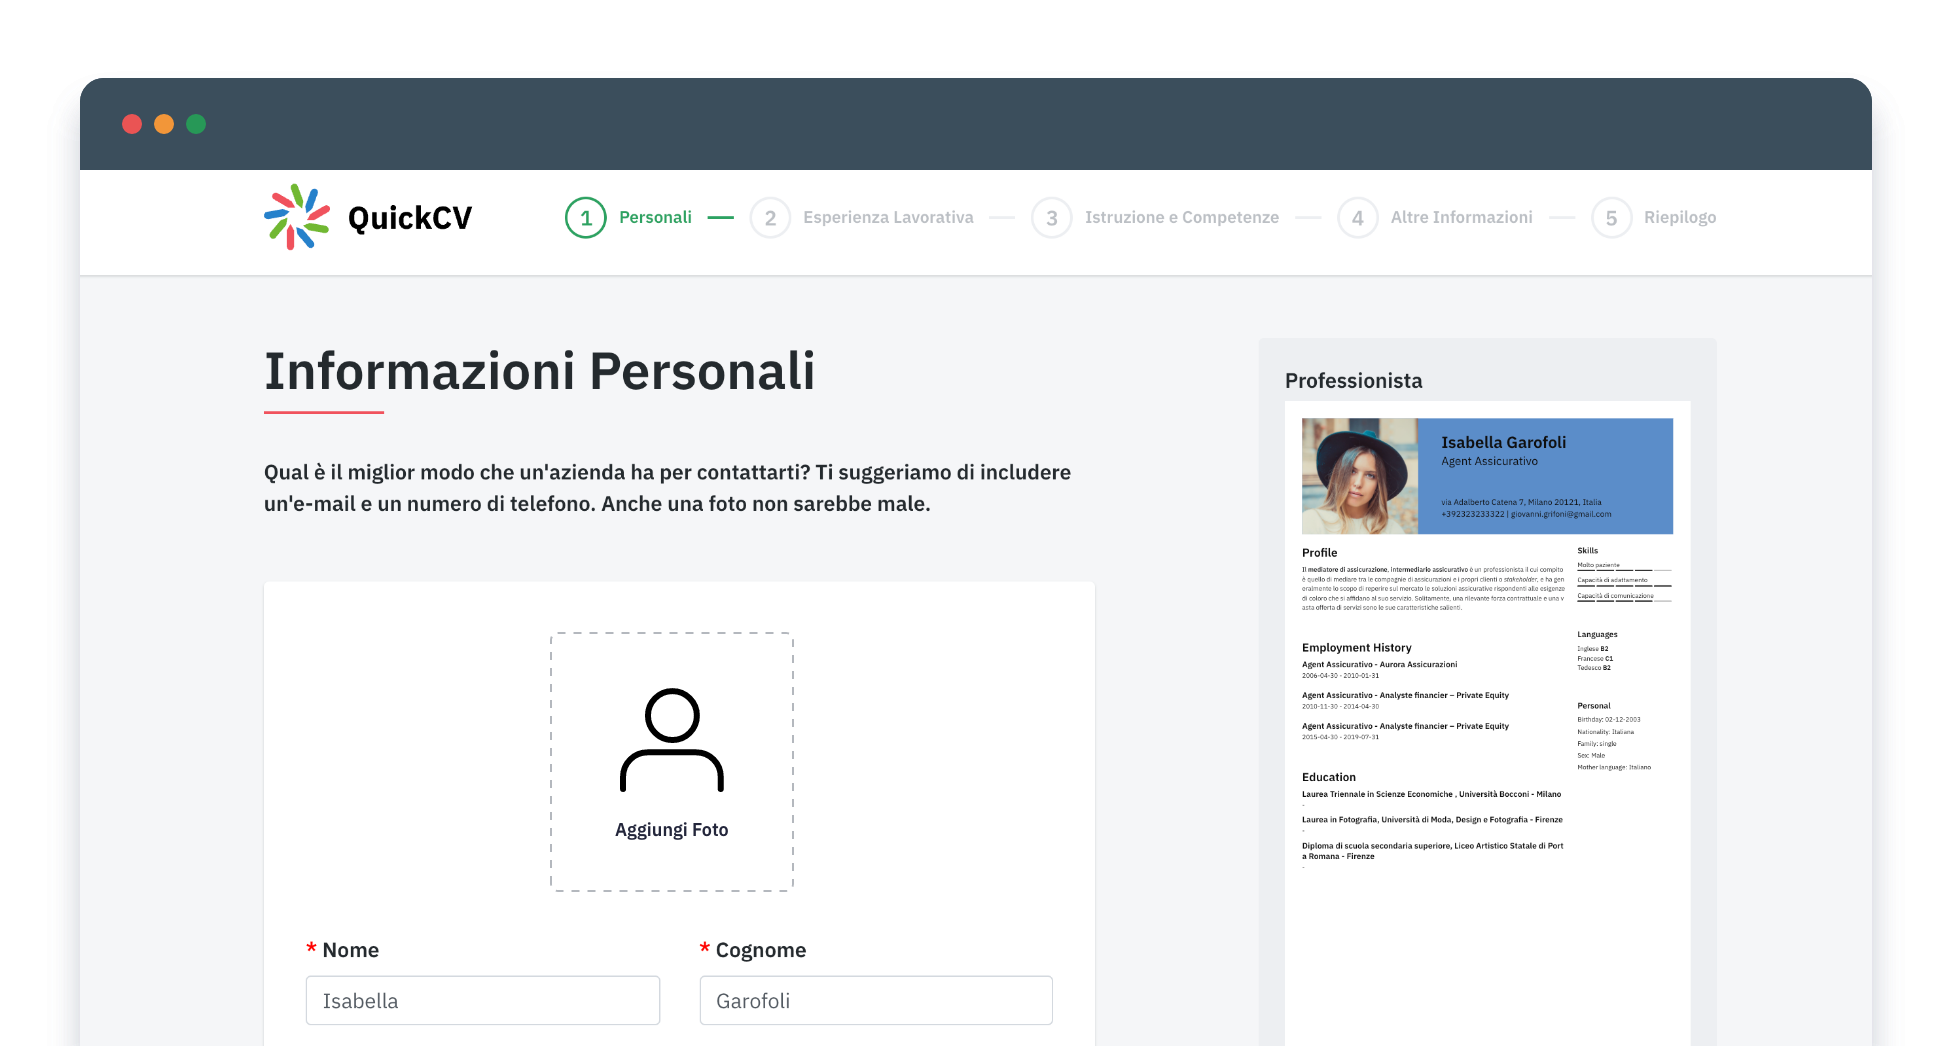 QuickCV
1 Personali
2 Esperienza Lavorativa
3 Istruzione e Competenze
4 Altre Informazioni
5 Riepilogo
Informazioni Personali
Qual è il miglior modo che un'azienda ha per contattarti? Ti suggeriamo di includere
un'e-mail e un numero di telefono. Anche una foto non sarebbe male.
Aggiungi Foto
* Nome
Isabella
* Cognome
Garofoli
Professionista
Isabella Garofoli
Agent Assicurativo
via Adalberto Catena 7, Milano 20121, Italia
+392323233322 | giovanni.grifoni@gmail.com
Profile
Il mediatore di assicurazione, intermediario assicurativo è un professionista il cui compito
è quello di mediare tra le compagnie di assicurazioni e i propri clienti o stakeholder, e ha gen
eralmente lo scopo di reperire sul mercato le soluzioni assicurative rispondenti alle esigenze
di coloro che si affidano al suo servizio. Solitamente, una rilevante forza contrattuale e una v
asta offerta di servizi sono le sue caratteristiche salienti.
Employment History
Agent Assicurativo - Aurora Assicurazioni
2006-04-30 - 2010-01-31
Agent Assicurativo - Analyste financier – Private Equity
2010-11-30 - 2014-04-30
Agent Assicurativo - Analyste financier – Private Equity
2015-04-30 - 2019-07-31
Education
Laurea Triennale in Scienze Economiche , Università Bocconi - Milano
-
Laurea in Fotografia, Università di Moda, Design e Fotografia - Firenze
-
Diploma di scuola secondaria superiore, Liceo Artistico Statale di Port
a Romana - Firenze
-
Skills
Molto paziente
Capacità di adattamento
Capacità di comunicazione
Languages
Inglese B2
Francese C1
Tedesco B2
Personal
Birthday: 02-12-2003
Nationality: Italiana
Family: single
Sex: Male
Mother language: Italiano